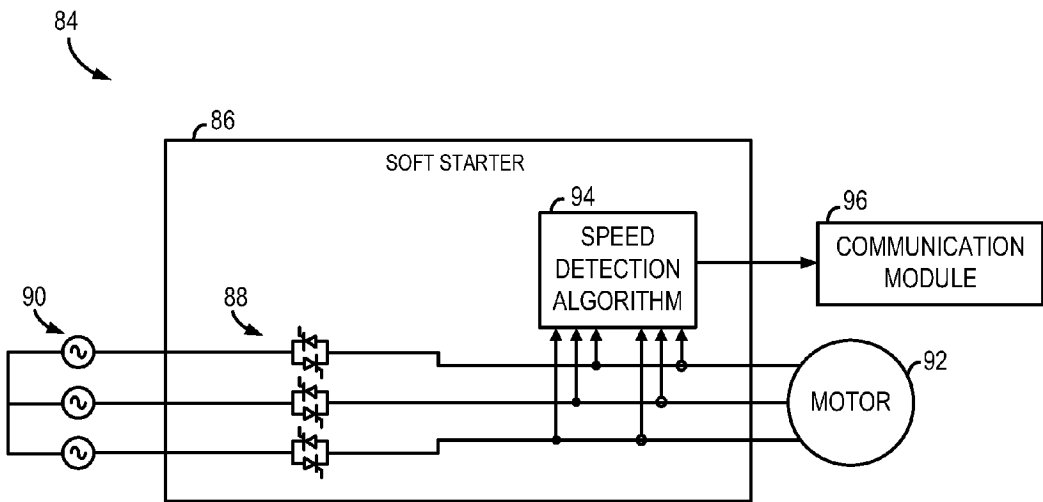 84
86
SOFT STARTER
94
SPEED
DETECTION
ALGORITHM
96
COMMUNICATION
MODULE
90
88
92
MOTOR